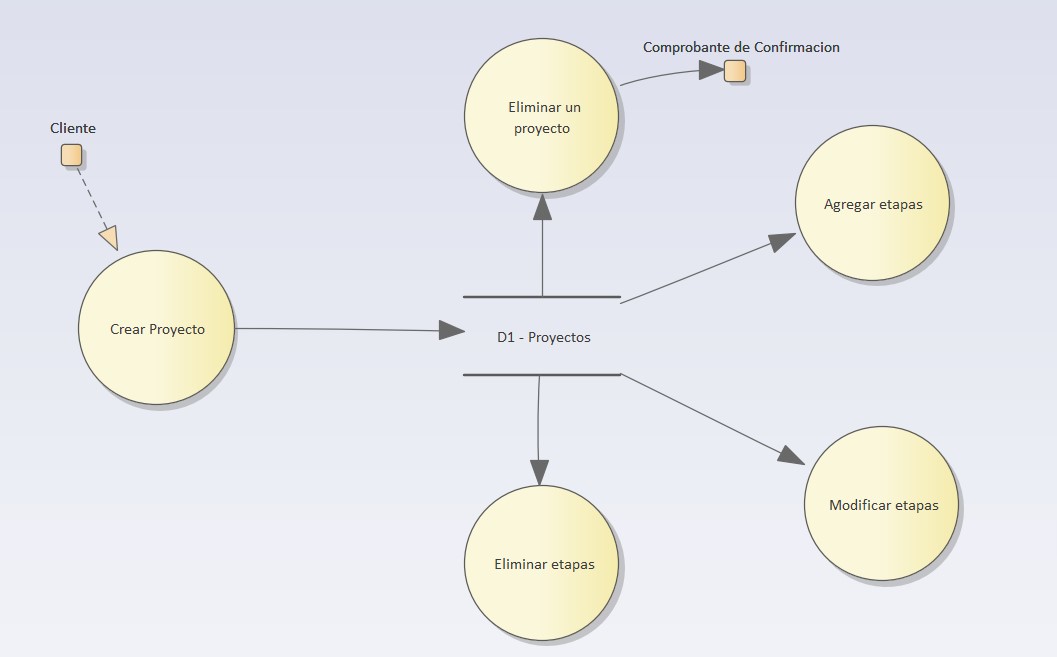 Comprobante de Confirmacion
Eliminar un
proyecto
Cliente
Agregar etapas
Crear Proyecto
D1 - Proyectos
Modificar etapas
Eliminar etapas